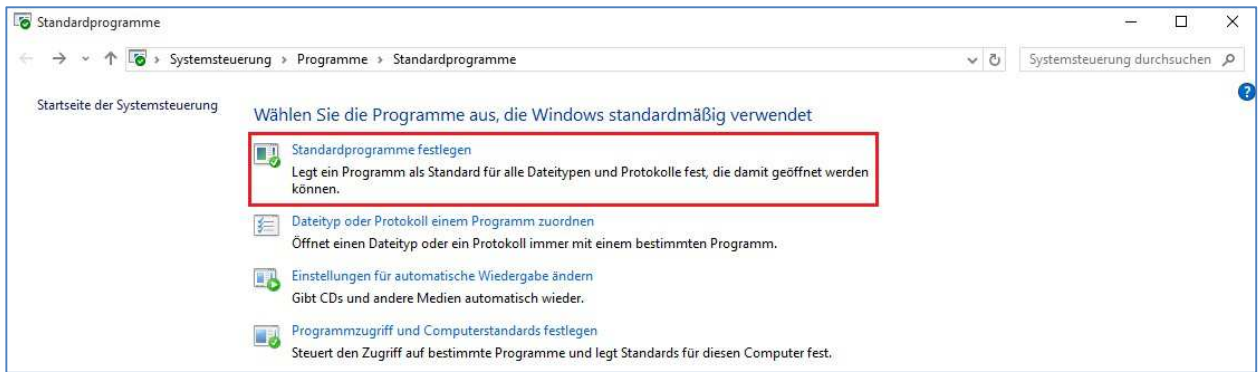 Standardprogramme
Systemsteuerung > Programme > Standardprogramme
Systemsteuerung durchsuchen
Startseite der Systemsteuerung
Wählen Sie die Programme aus, die Windows standardmäßig verwendet
Standardprogramme festlegen
Legt ein Programm als Standard für alle Dateitypen und Protokolle fest, die damit geöffnet werden
können.
Dateityp oder Protokoll einem Programm zuordnen
Öffnet einen Dateityp oder ein Protokoll immer mit einem bestimmten Programm.
Einstellungen für automatische Wiedergabe ändern
Gibt CDs und andere Medien automatisch wieder.
Programmzugriff und Computerstandards festlegen
Steuert den Zugriff auf bestimmte Programme und legt Standards für diesen Computer fest.